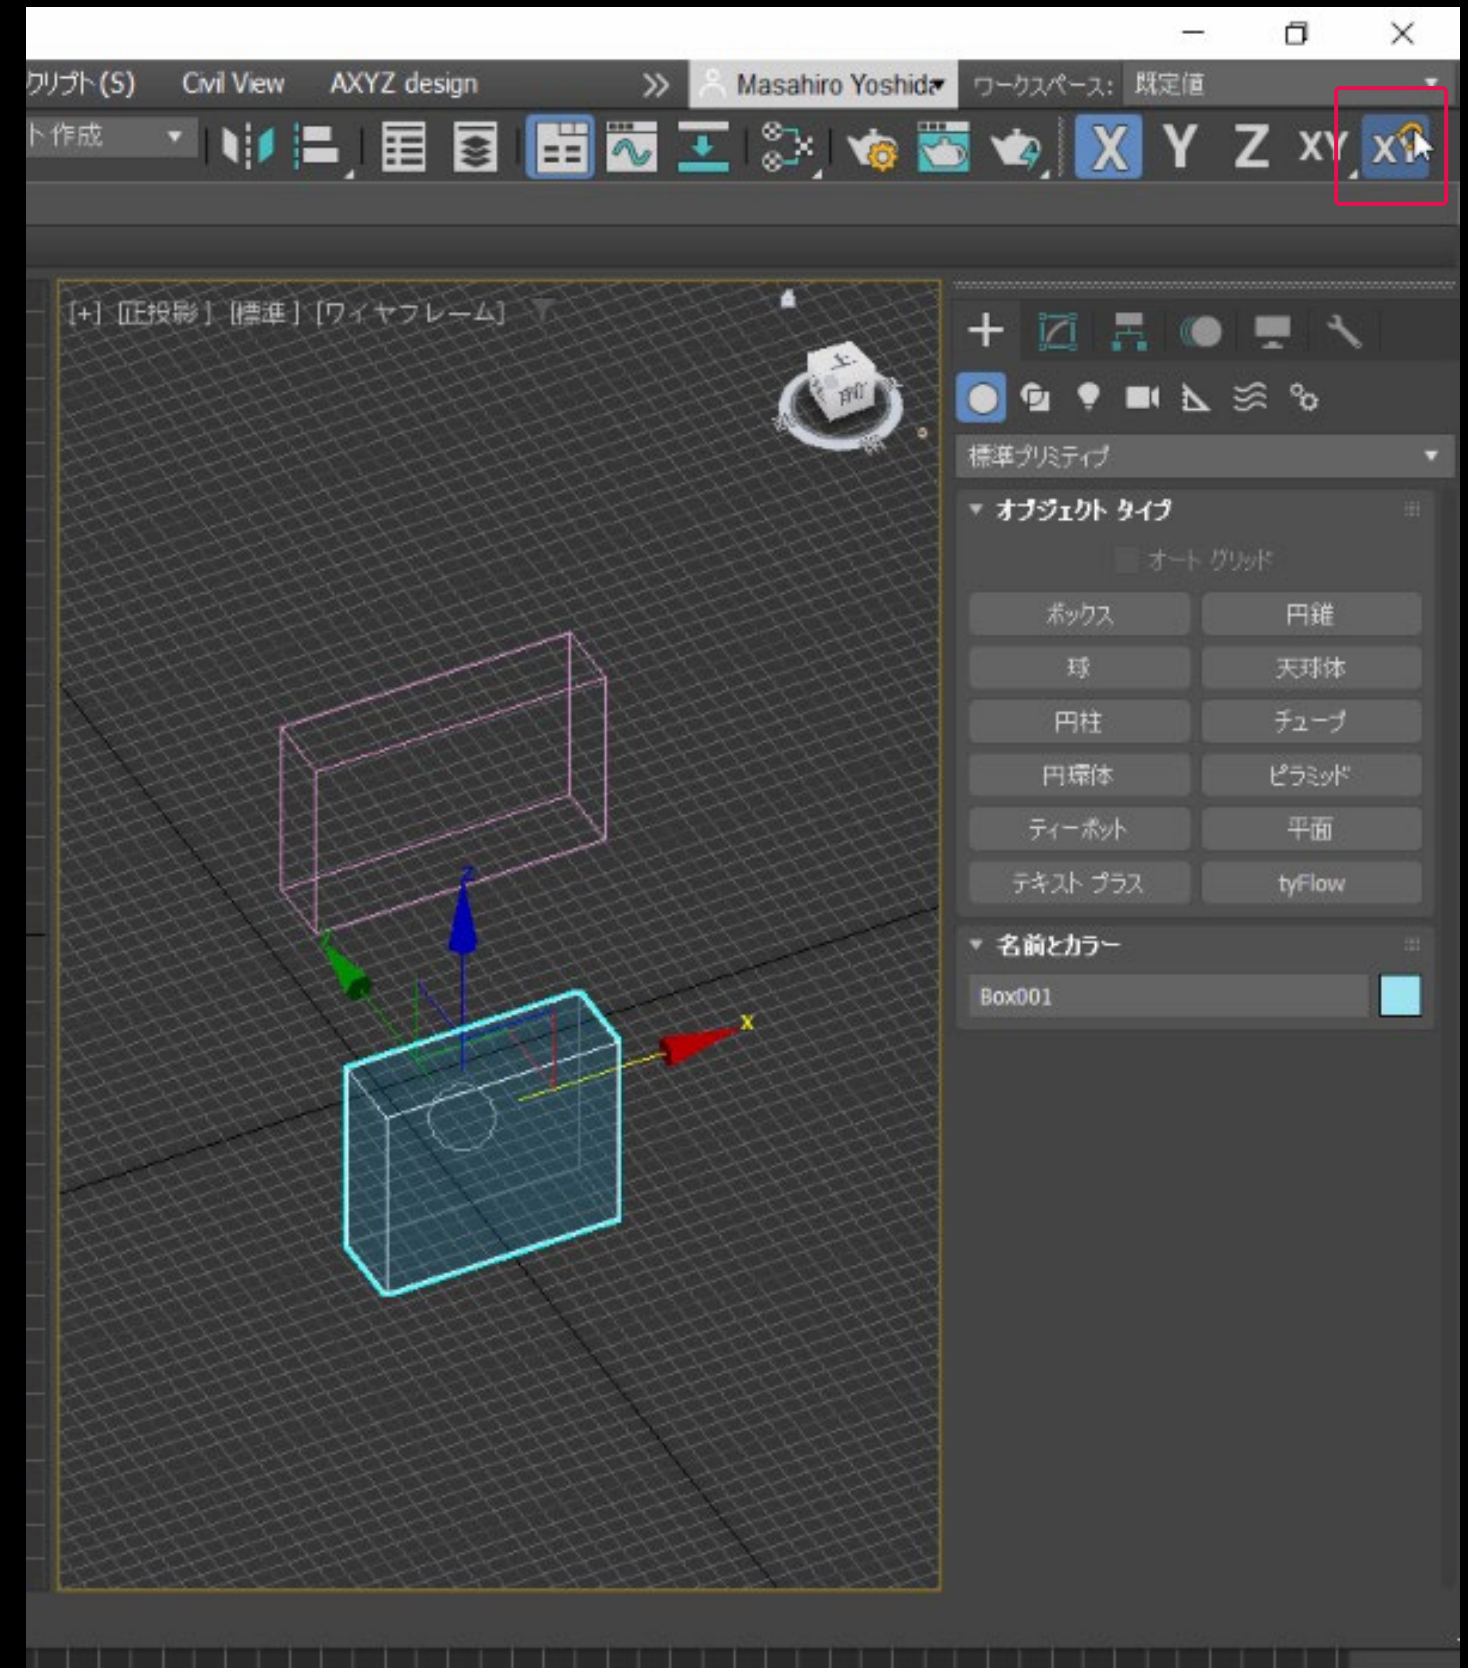 クリプト(S) Civil View AXYZ design Masahiro Yoshida ワークスペース: 既定値
ト作成 X Y Z XY XY
[+] [正投影] [標準] [ワイヤフレーム]
上
前
標準プリミティブ
オブジェクト タイプ
オート グリッド
ボックス 円錐
球 天球体
円柱 チューブ
円環体 ピラミッド
ティーポット 平面
テキスト プラス tyFlow
Z
X
名前とカラー
Box001